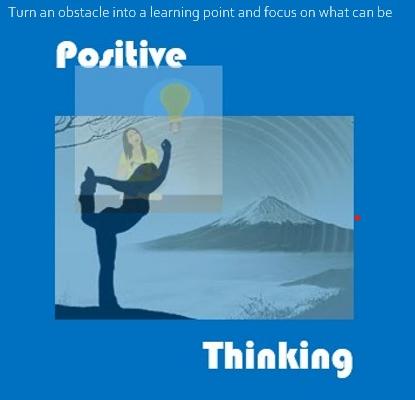 Turn an obstacle into a learning point and focus on what can be
Positive
Thinking